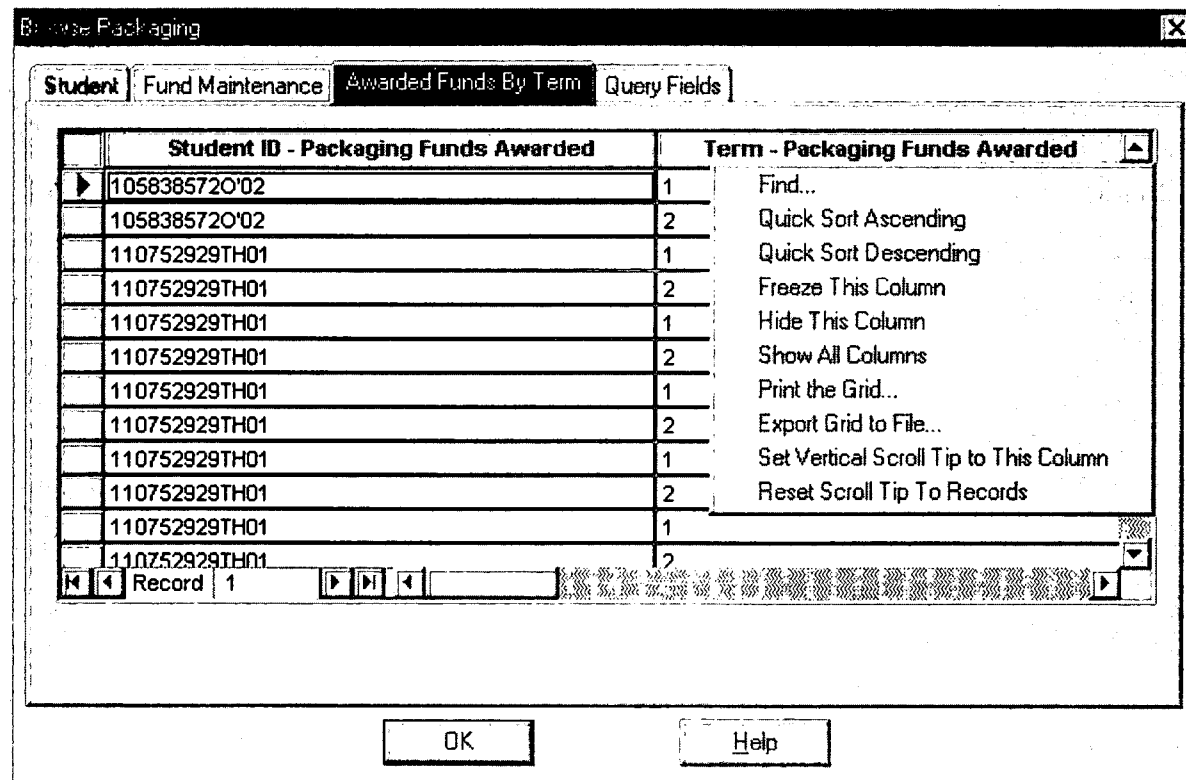 Browse Packaging
Student Fund Maintenance Awarded Funds By Term Query Fields
Student ID - Packaging Funds Awarded Term - Packaging Funds Awarded
105838572O'02 1
105838572O'02 2
110752929TH01 1
110752929TH01 2
110752929TH01 1
110752929TH01 2
110752929TH01 1
110752929TH01 2
110752929TH01 1
110752929TH01 2
110752929TH01 1
110752929TH01 2
Find...
Quick Sort Ascending
Quick Sort Descending
Freeze This Column
Hide This Column
Show All Columns
Print the Grid...
Export Grid to File...
Set Vertical Scroll Tip to This Column
Reset Scroll Tip To Records
Record 1
OK Help